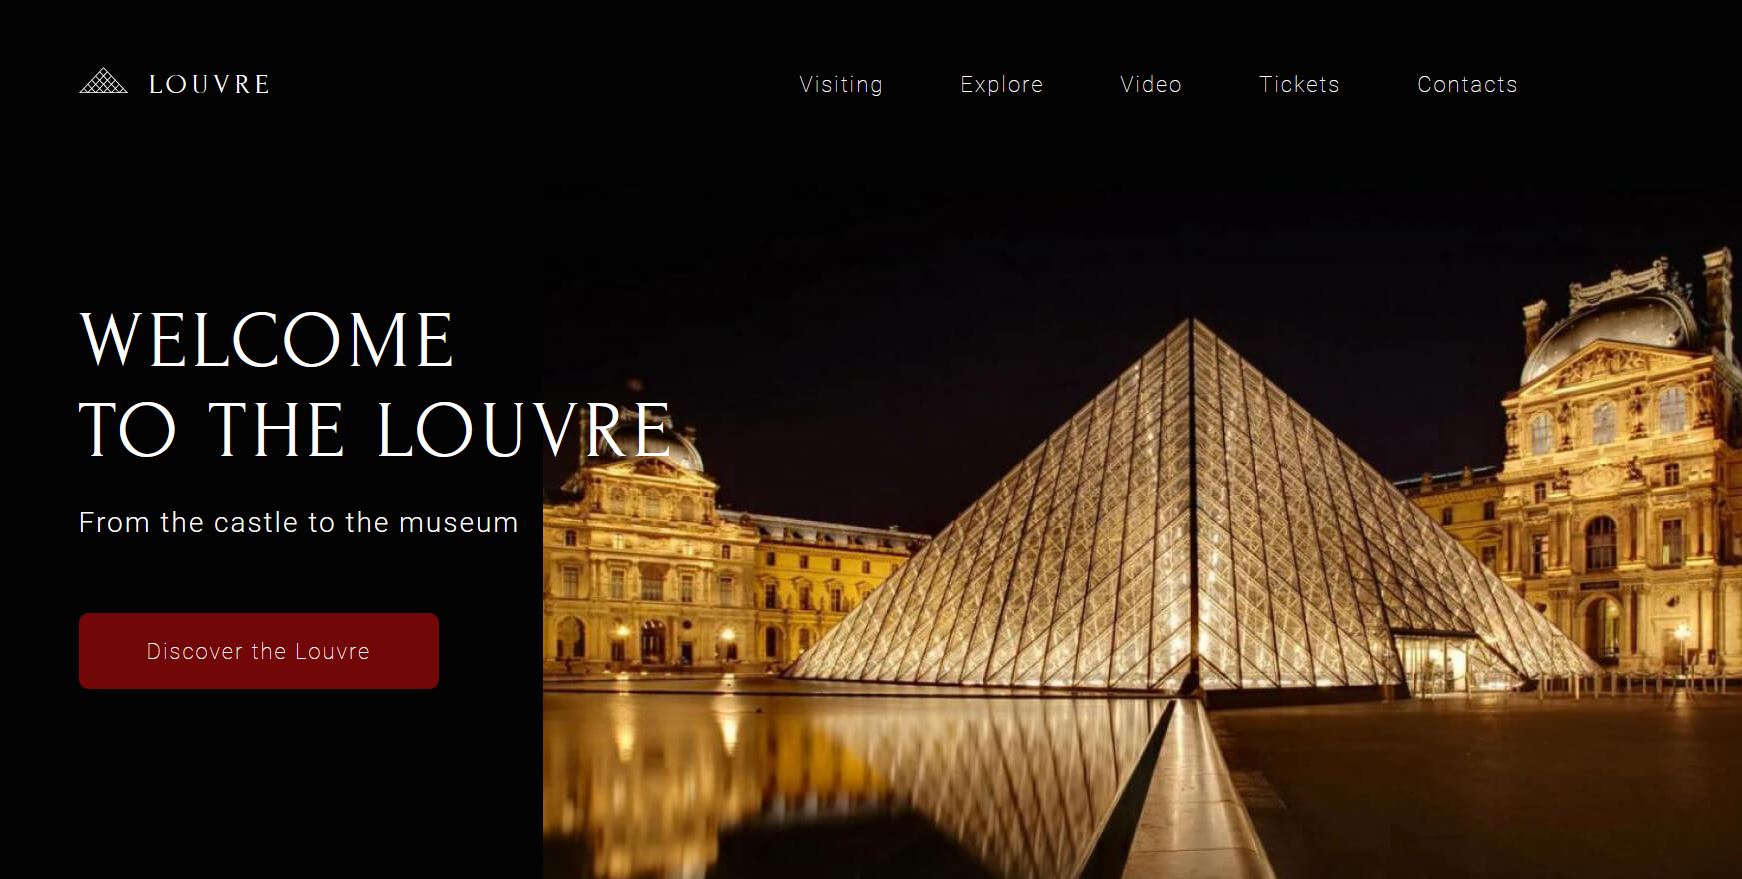 LOUVRE
Visiting Explore Video Tickets Contacts
WELCOME
TO THE LOUVRE
From the castle to the museum
Discover the Louvre